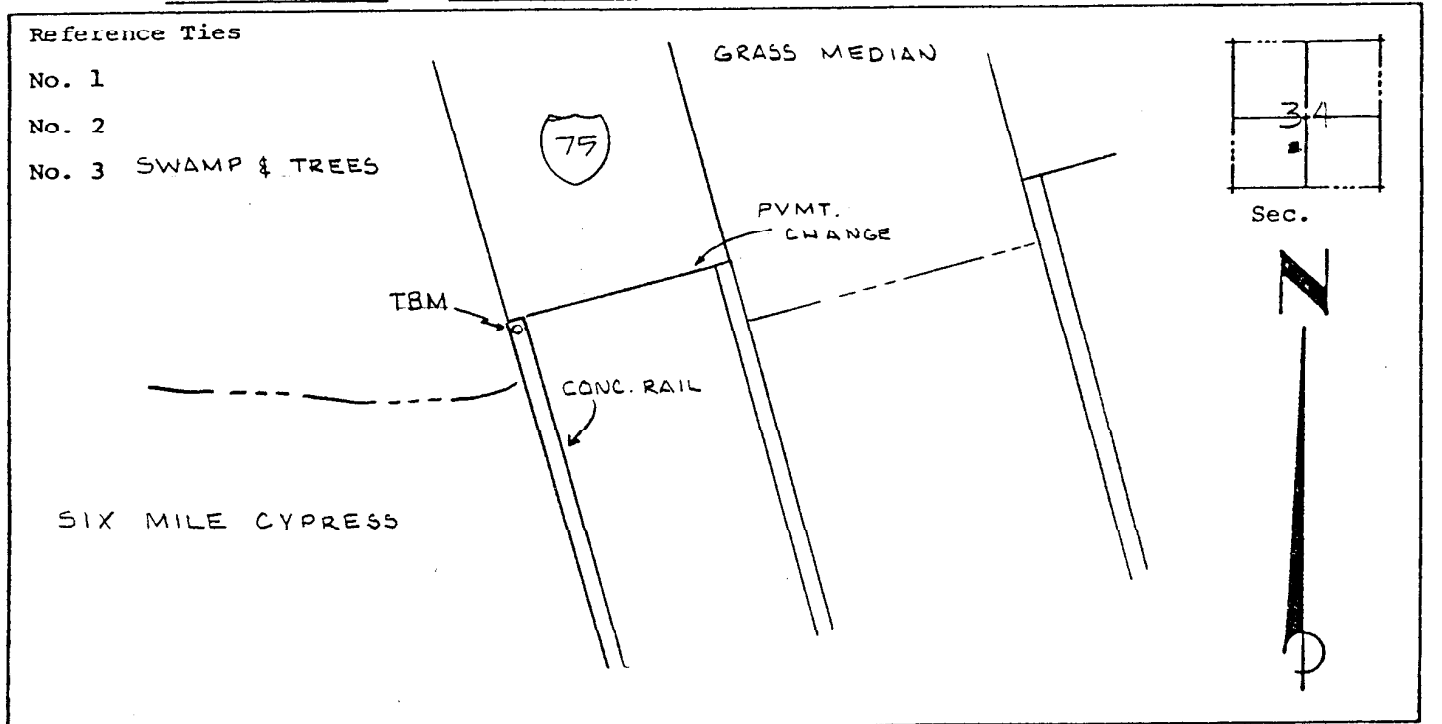 Reference Ties
No. 1
No. 2
No. 3 SWAMP & TREES
GRASS MEDIAN
75
34
Sec.
N
PVMT.
CHANGE
TBM
CONC. RAIL
SIX MILE CYPRESS